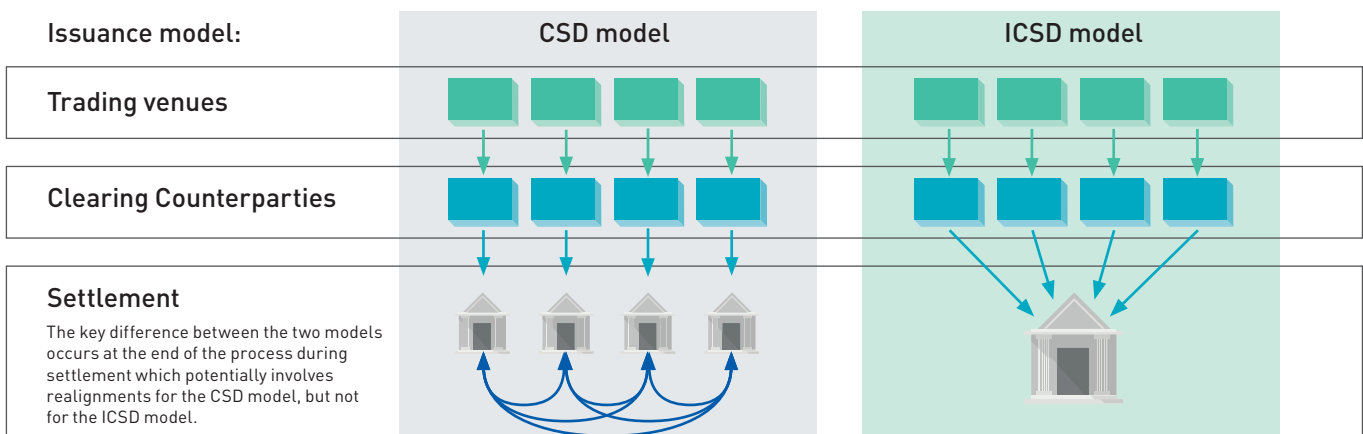 Issuance model:
CSD model
ICSD model
Trading venues
Clearing Counterparties
Settlement
The key difference between the two models
occurs at the end of the process during
settlement which potentially involves
realignments for the CSD model, but not
for the ICSD model.